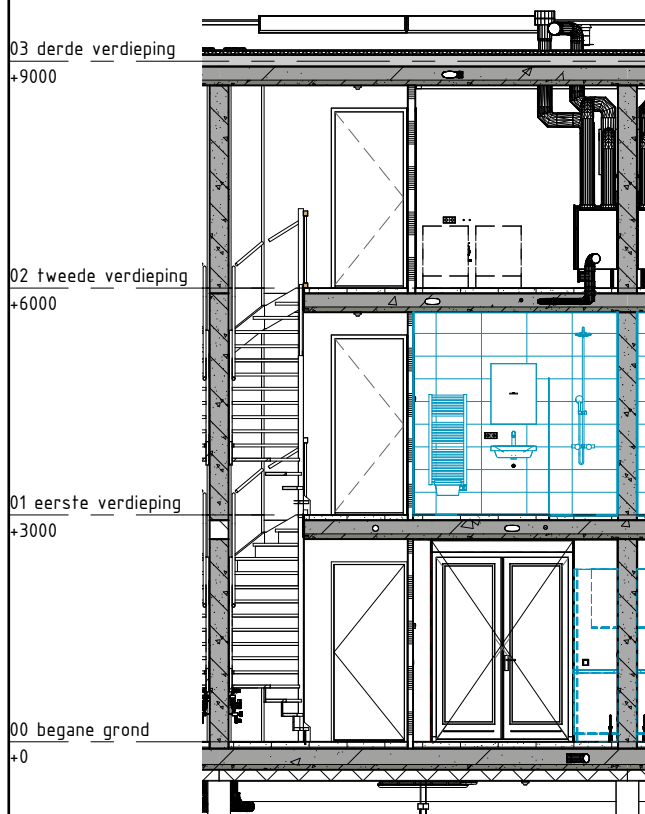 03 derde verdieping
+9000
02 tweede verdieping
+6000
01 eerste verdieping
+3000
00 begane grond
+0